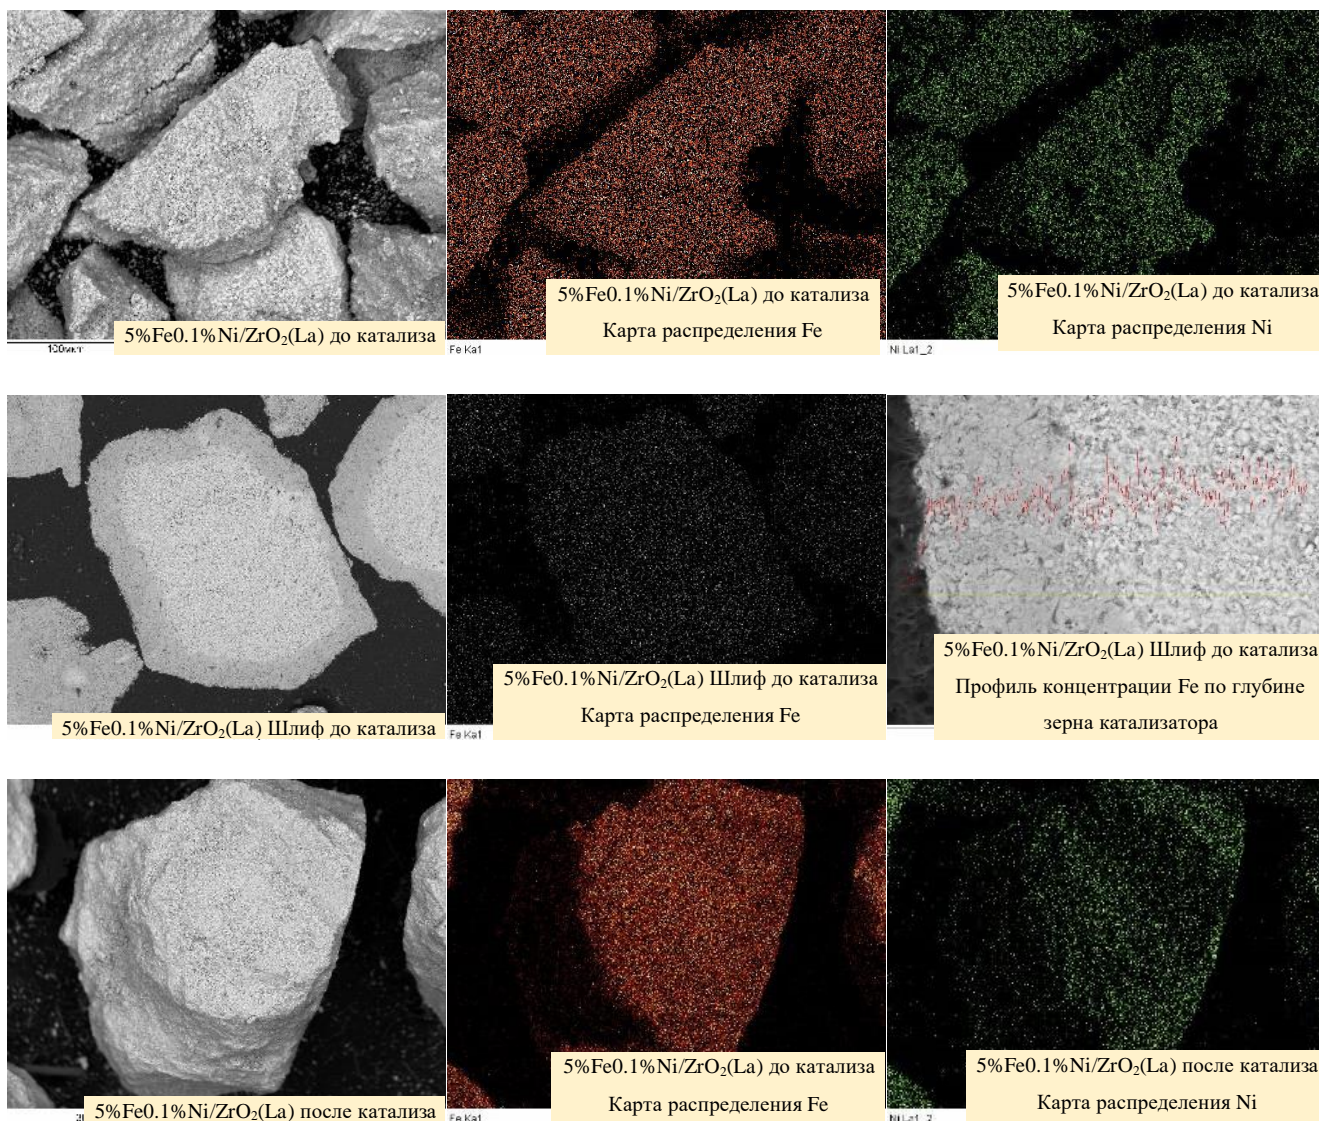 5%Fe0.1%Ni/ZrO₂(La) до катализа
100мкт
5%Fe0.1%Ni/ZrO₂(La) до катализа
Карта распределения Fe
Fe Ka1
5%Fe0.1%Ni/ZrO₂(La) до катализа
Карта распределения Ni
Ni La1_2
5%Fe0.1%Ni/ZrO₂(La) Шлиф до катализа
5%Fe0.1%Ni/ZrO₂(La) Шлиф до катализа
Карта распределения Fe
Fe Ka1
5%Fe0.1%Ni/ZrO₂(La) Шлиф до катализа
Профиль концентрации Fe по глубине
зерна катализатора
5%Fe0.1%Ni/ZrO₂(La) после катализа
5%Fe0.1%Ni/ZrO₂(La) до катализа
Карта распределения Fe
Fe Ka1
5%Fe0.1%Ni/ZrO₂(La) после катализа
Карта распределения Ni
Ni La1_2